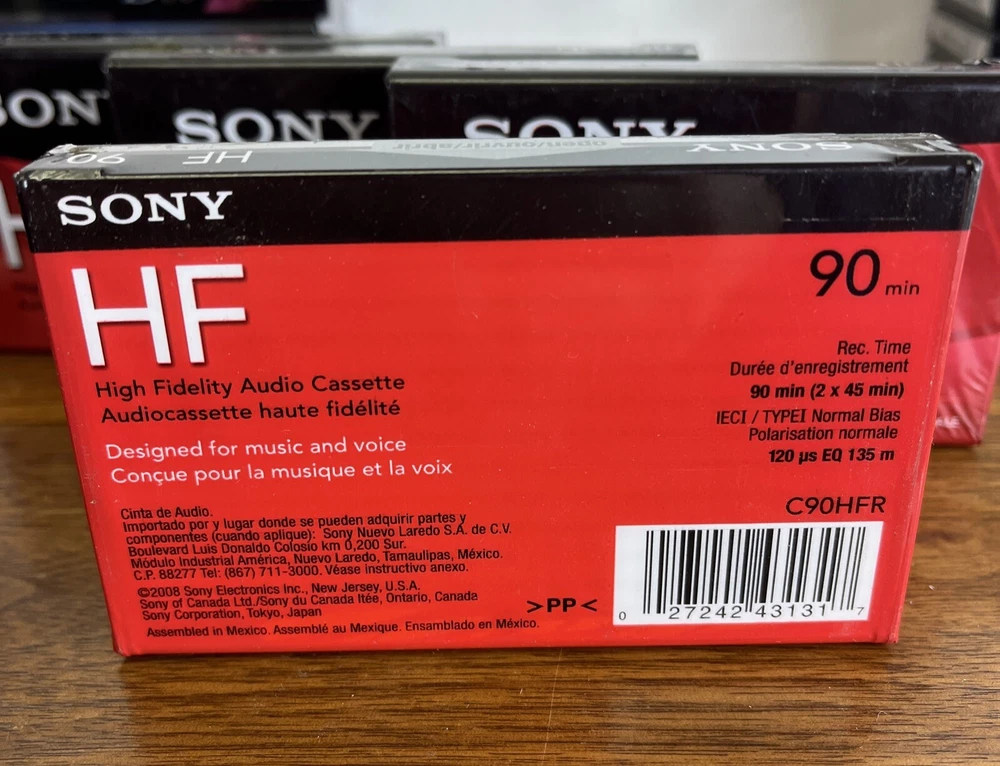 SON
SONY
SONY
90 HF open/ouvrir/abrir SONY
SONY
HF
90 min
High Fidelity Audio Cassette
Audiocassette haute fidélité
Designed for music and voice
Conçue pour la musique et la voix
Rec. Time
Durée d'enregistrement
90 min (2 x 45 min)
IECI / TYPEI Normal Bias
Polarisation normale
120 µs EQ 135 m
C90HFR
Cinta de Audio.
Importado por y lugar donde se pueden adquirir partes y
componentes (cuando aplique): Sony Nuevo Laredo S.A. de C.V.
Boulevard Luis Donaldo Colosio km 0,200 Sur.
Módulo Industrial América, Nuevo Laredo, Tamaulipas, México.
C.P. 88277 Tel: (867) 711-3000. Véase instructivo anexo.
©2008 Sony Electronics Inc., New Jersey, U.S.A.
Sony of Canada Ltd./Sony du Canada ltée, Ontario, Canada
Sony Corporation, Tokyo, Japan
Assembled in Mexico. Assemblé au Mexique. Ensamblado en México.
>PP<
0 27242 43131 7